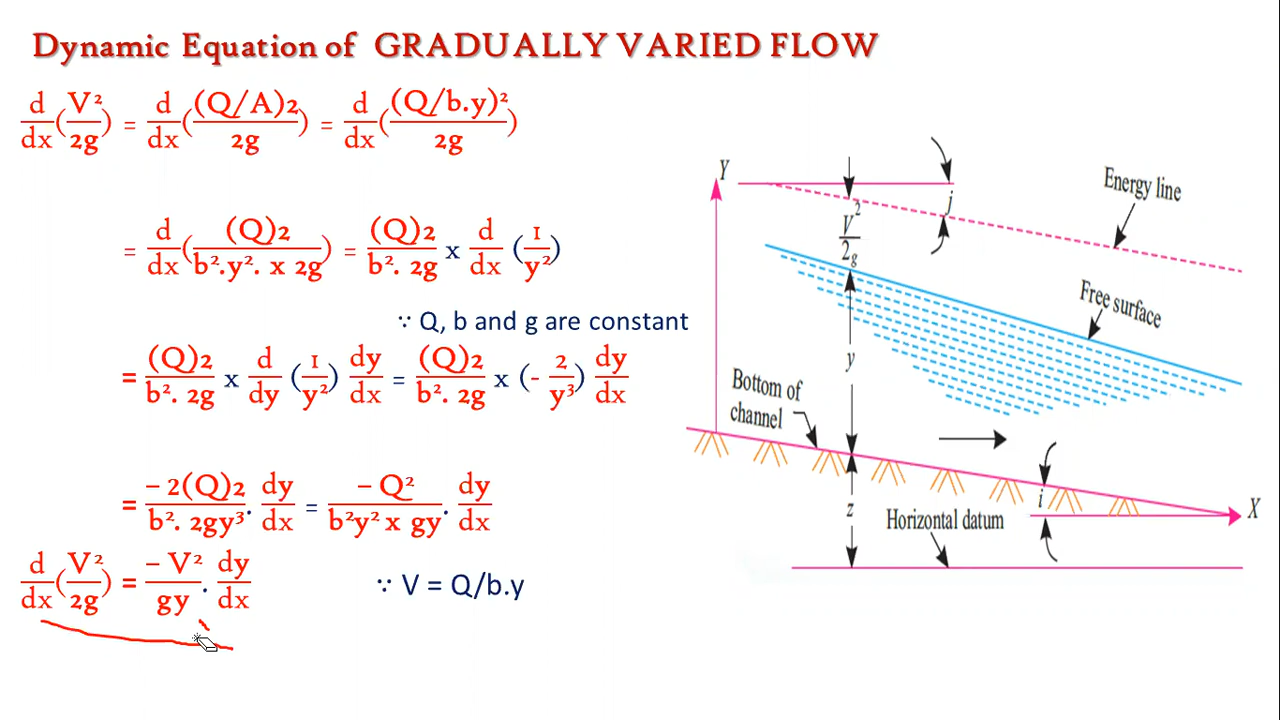 Dynamic Equation of GRADUALLY VARIED FLOW
d/dx(V²/2g) = d/dx((Q/A)2/2g) = d/dx((Q/b.y)²/2g)
= d/dx((Q)2/b².y². x 2g) = (Q)2/b². 2g x d/dx (1/y²)
∵ Q, b and g are constant
= (Q)2/b². 2g x d/dy (1/y²) dy/dx = (Q)2/b². 2g x (- 2/y³) dy/dx
= - 2(Q)2/b². 2gy³ . dy/dx = - Q²/b²y² x gy . dy/dx
d/dx(V²/2g) = - V²/gy . dy/dx
∵ V = Q/b.y
Y
j
Energy line
V²/2g
Free surface
y
Bottom of
channel
i
X
z
Horizontal datum